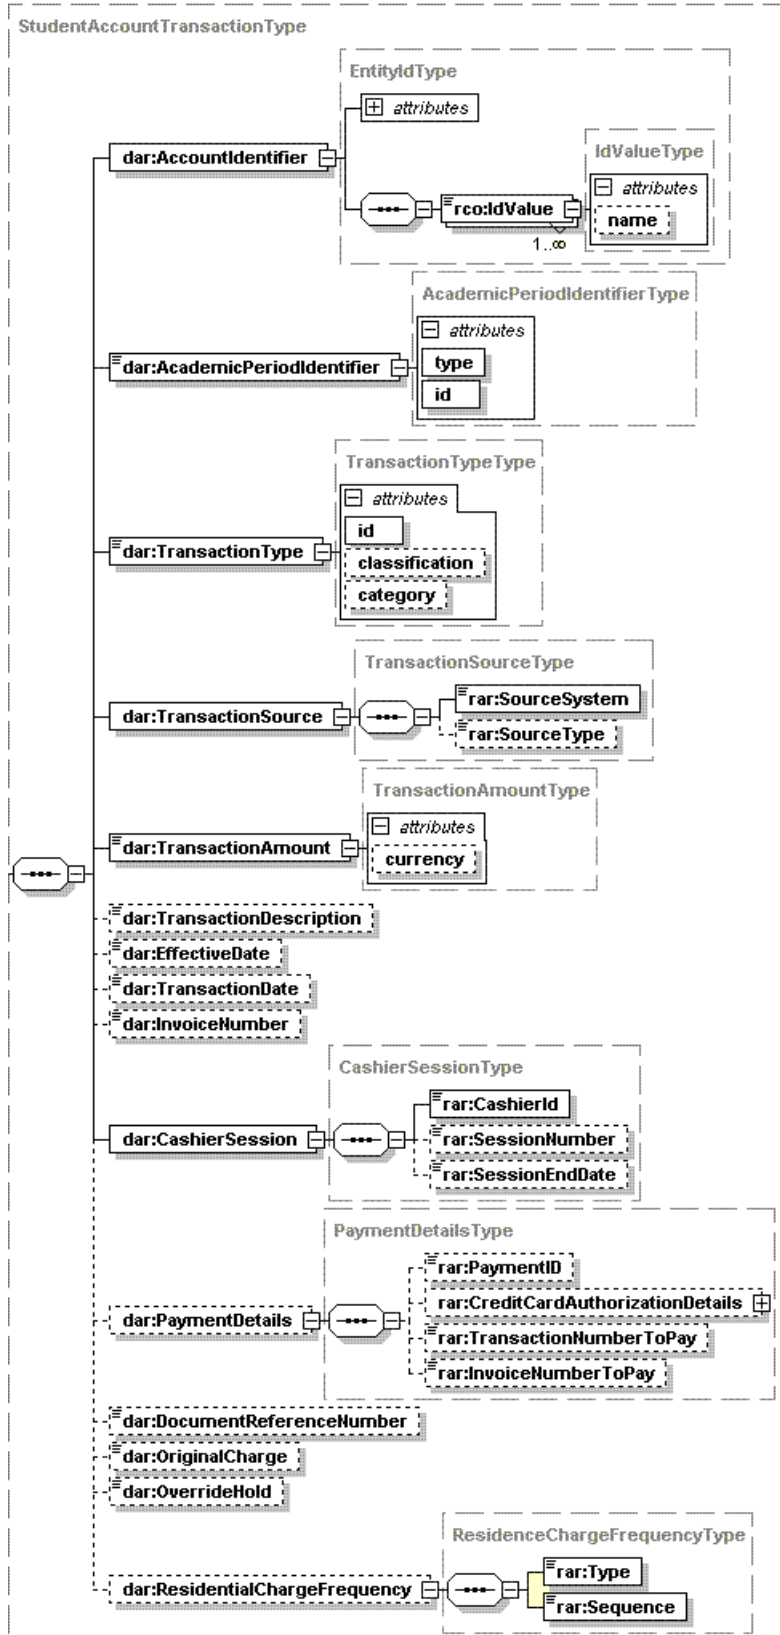 StudentAccountTransactionType
EntityIdType
attributes
dar:AccountIdentifier
IdValueType
attributes
rco:IdValue
name
1..∞
AcademicPeriodIdentifierType
attributes
dar:AcademicPeriodIdentifier
type
id
TransactionTypeType
attributes
id
dar:TransactionType
classification
category
TransactionSourceType
rar:SourceSystem
dar:TransactionSource
rar:SourceType
TransactionAmountType
attributes
dar:TransactionAmount
currency
dar:TransactionDescription
dar:EffectiveDate
dar:TransactionDate
dar:InvoiceNumber
CashierSessionType
rar:CashierId
dar:CashierSession
rar:SessionNumber
rar:SessionEndDate
PaymentDetailsType
rar:PaymentID
rar:CreditCardAuthorizationDetails
dar:PaymentDetails
rar:TransactionNumberToPay
rar:InvoiceNumberToPay
dar:DocumentReferenceNumber
dar:OriginalCharge
dar:OverrideHold
ResidenceChargeFrequencyType
rar:Type
dar:ResidentialChargeFrequency
rar:Sequence